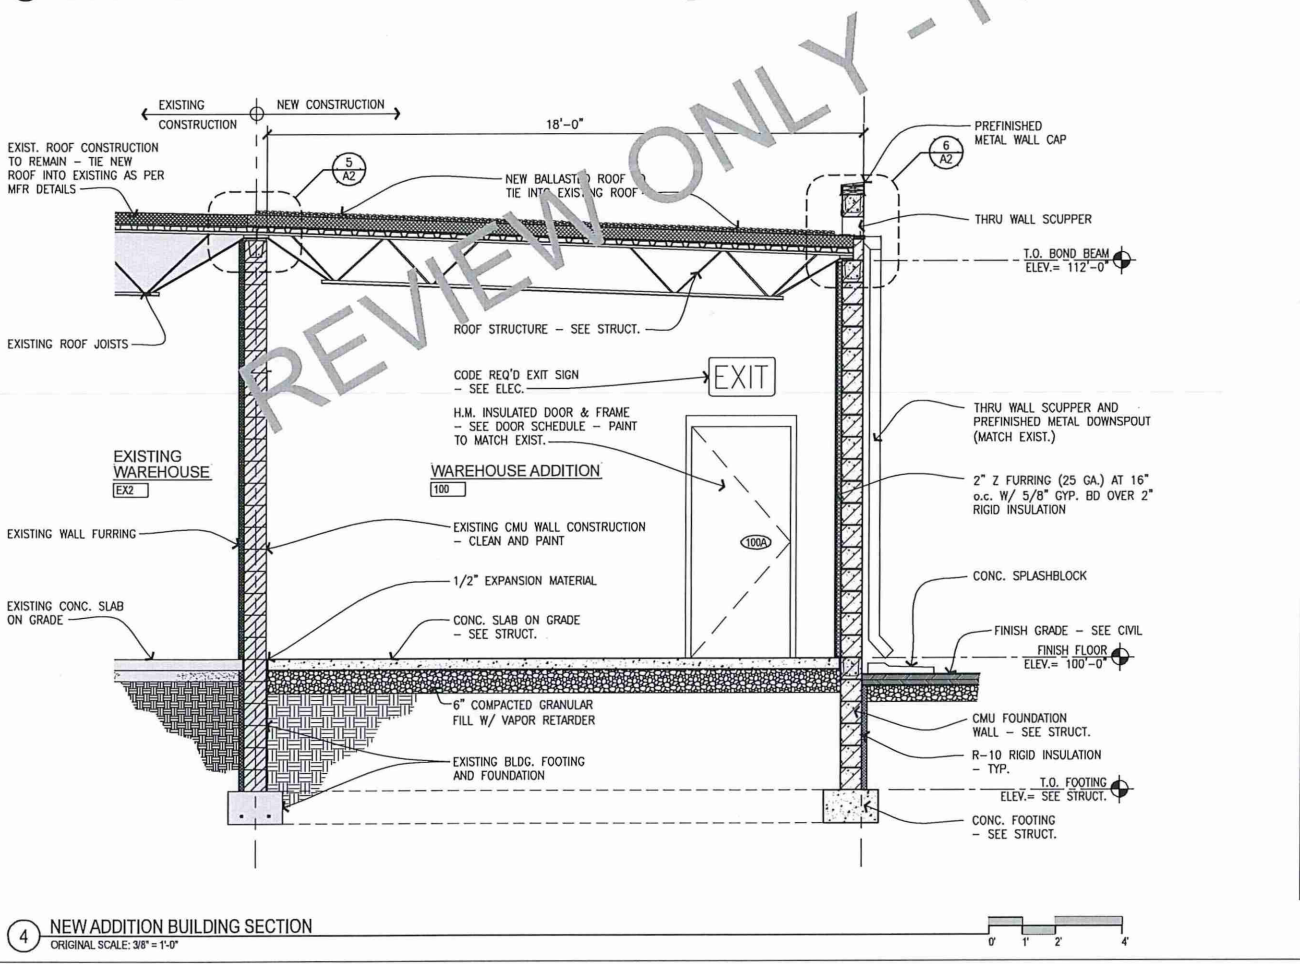 REVIEW ONLY -
EXISTING
CONSTRUCTION
NEW CONSTRUCTION
18'-0"
EXIST. ROOF CONSTRUCTION
TO REMAIN - TIE NEW
ROOF INTO EXISTING AS PER
MFR DETAILS
5
A2
NEW BALLASTED ROOF TO
TIE INTO EXISTING ROOF
6
A2
PREFINISHED
METAL WALL CAP
THRU WALL SCUPPER
T.O. BOND BEAM
ELEV.= 112'-0"
EXISTING ROOF JOISTS
ROOF STRUCTURE - SEE STRUCT.
CODE REQ'D EXIT SIGN
- SEE ELEC.
EXIT
H.M. INSULATED DOOR & FRAME
- SEE DOOR SCHEDULE - PAINT
TO MATCH EXIST.
THRU WALL SCUPPER AND
PREFINISHED METAL DOWNSPOUT
(MATCH EXIST.)
EXISTING
WAREHOUSE
EX2
WAREHOUSE ADDITION
100
2" Z FURRING (25 GA.) AT 16"
o.c. W/ 5/8" GYP. BD OVER 2"
RIGID INSULATION
EXISTING WALL FURRING
EXISTING CMU WALL CONSTRUCTION
- CLEAN AND PAINT
100A
1/2" EXPANSION MATERIAL
CONC. SPLASHBLOCK
EXISTING CONC. SLAB
ON GRADE
CONC. SLAB ON GRADE
- SEE STRUCT.
FINISH GRADE - SEE CIVIL
FINISH FLOOR
ELEV.= 100'-0"
6" COMPACTED GRANULAR
FILL W/ VAPOR RETARDER
CMU FOUNDATION
WALL - SEE STRUCT.
R-10 RIGID INSULATION
- TYP.
EXISTING BLDG. FOOTING
AND FOUNDATION
T.O. FOOTING
ELEV.= SEE STRUCT.
CONC. FOOTING
- SEE STRUCT.
4
NEW ADDITION BUILDING SECTION
ORIGINAL SCALE: 3/8" = 1'-0"
0' 1' 2' 4'